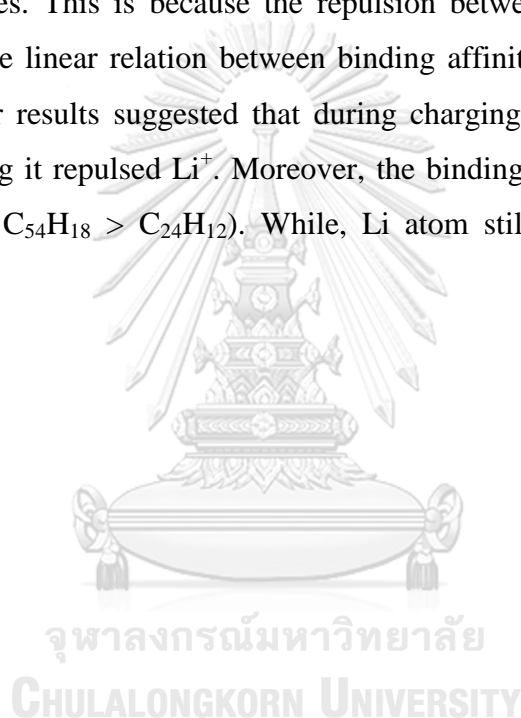 es. This is because the repulsion betwe
e linear relation between binding affinit
r results suggested that during charging
g it repulsed Li⁺. Moreover, the binding
C₅₄H₁₈ > C₂₄H₁₂). While, Li atom stil
จุฬาลงกรณ์มหาวิทยาลัย
CHULALONGKORN UNIVERSITY